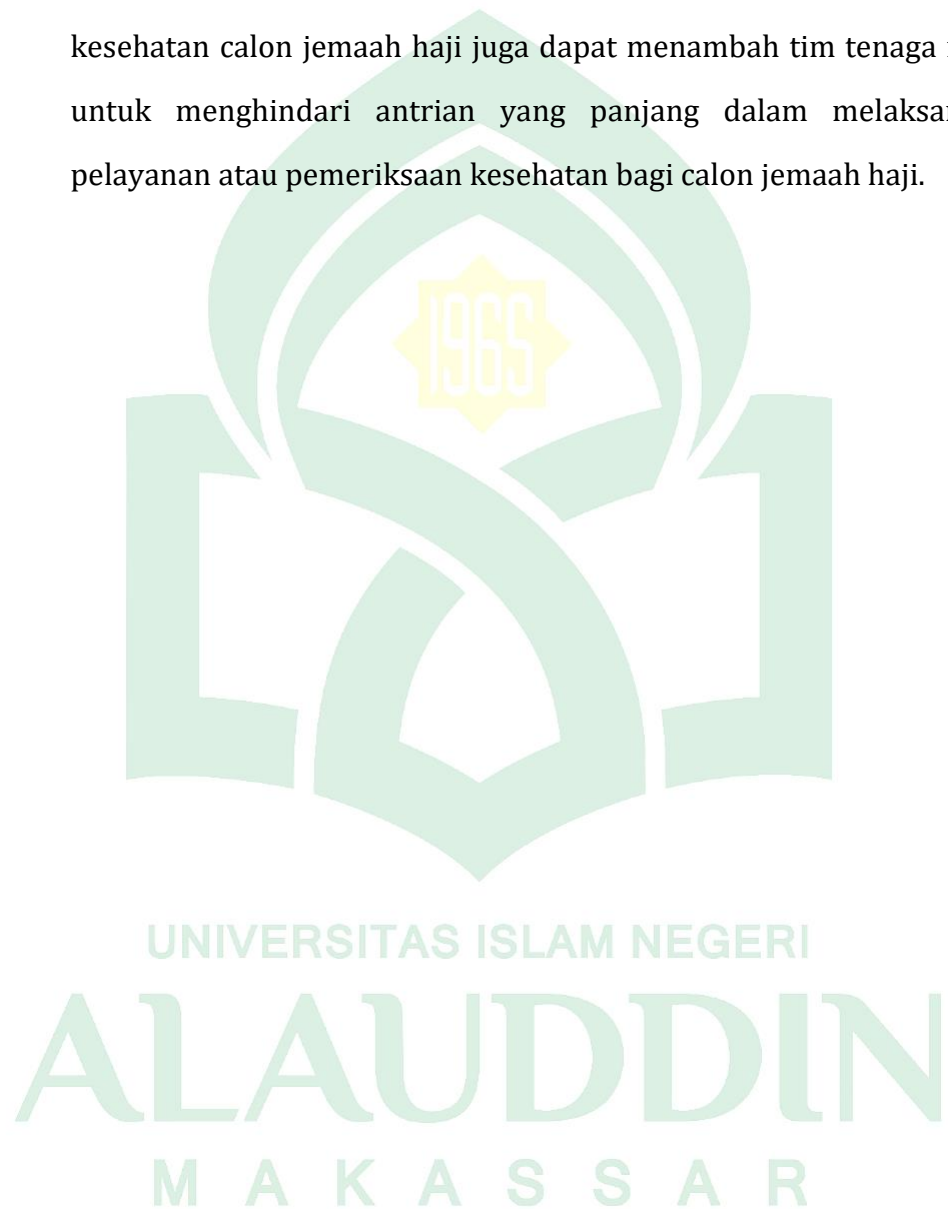 kesehatan calon jemaah haji juga dapat menambah tim tenaga
untuk menghindari antrian yang panjang dalam
pelayanan atau pemeriksaan kesehatan bagi calon jemaah haji.
1965
UNIVERSITAS ISLAM NEGERI
ALAUDDIN
MAKASSAR